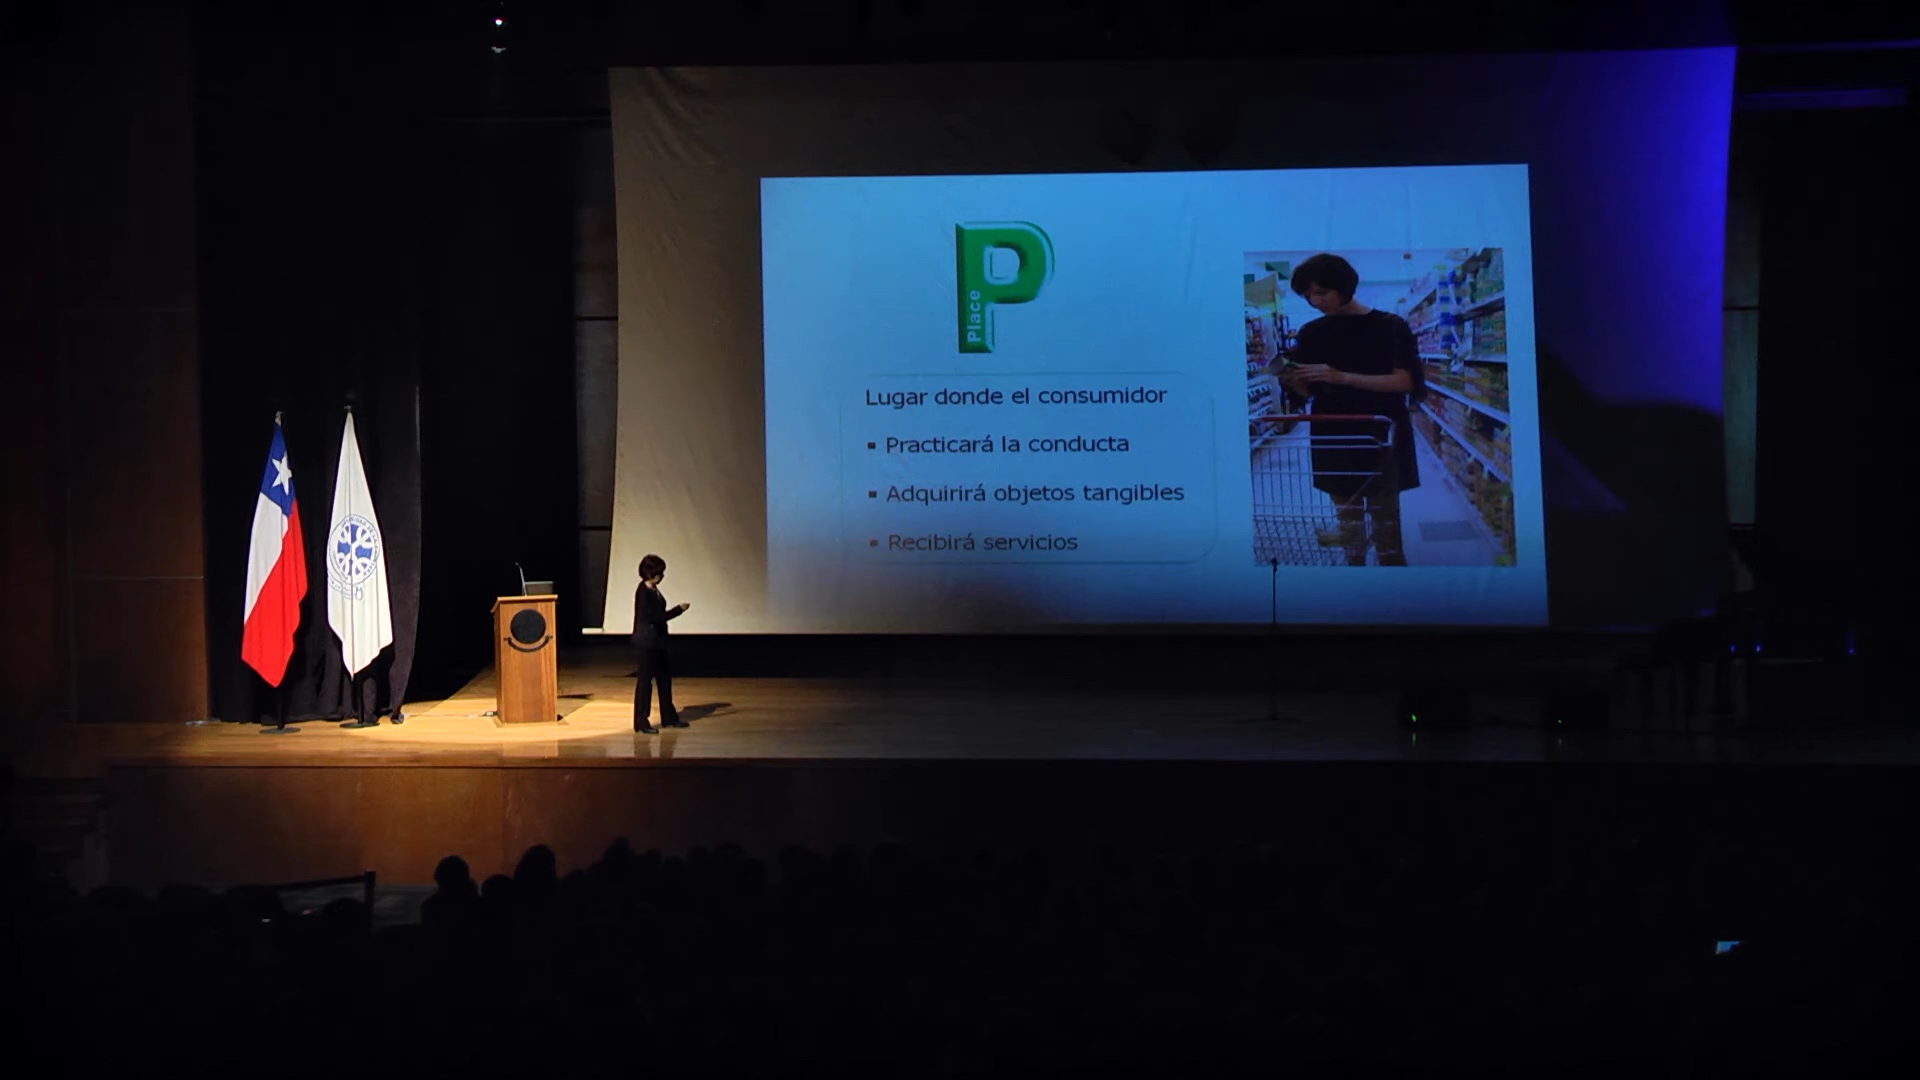 Place
Lugar donde el consumidor
▪ Practicará la conducta
▪ Adquirirá objetos tangibles
▪ Recibirá servicios